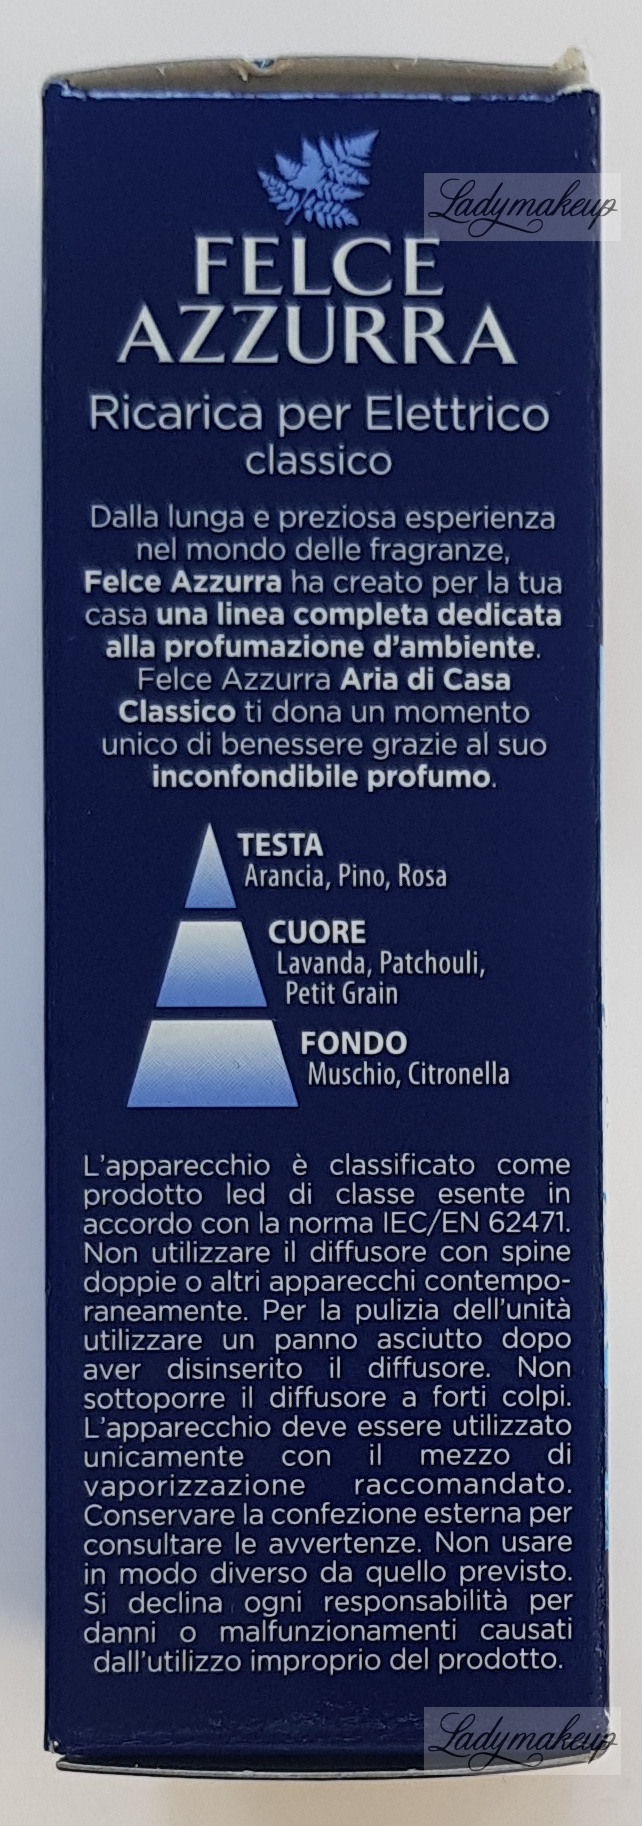 Ladymakeup
FELCE
AZZURRA
Ricarica per Elettrico
classico
Dalla lunga e preziosa esperienza
nel mondo delle fragranze,
Felce Azzurra ha creato per la tua
casa una linea completa dedicata
alla profumazione d'ambiente.
Felce Azzurra Aria di Casa
Classico ti dona un momento
unico di benessere grazie al suo
inconfondibile profumo.
TESTA
Arancia, Pino, Rosa
CUORE
Lavanda, Patchouli,
Petit Grain
FONDO
Muschio, Citronella
L'apparecchio è classificato come
prodotto led di classe esente in
accordo con la norma IEC/EN 62471.
Non utilizzare il diffusore con spine
doppie o altri apparecchi contempo-
raneamente. Per la pulizia dell'unità
utilizzare un panno asciutto dopo
aver disinserito il diffusore. Non
sottoporre il diffusore a forti colpi.
L'apparecchio deve essere utilizzato
unicamente con il mezzo di
vaporizzazione raccomandato.
Conservare la confezione esterna per
consultare le avvertenze. Non usare
in modo diverso da quello previsto.
Si declina ogni responsabilità per
danni o malfunzionamenti causati
dall'utilizzo improprio del prodotto.
Ladymakeup